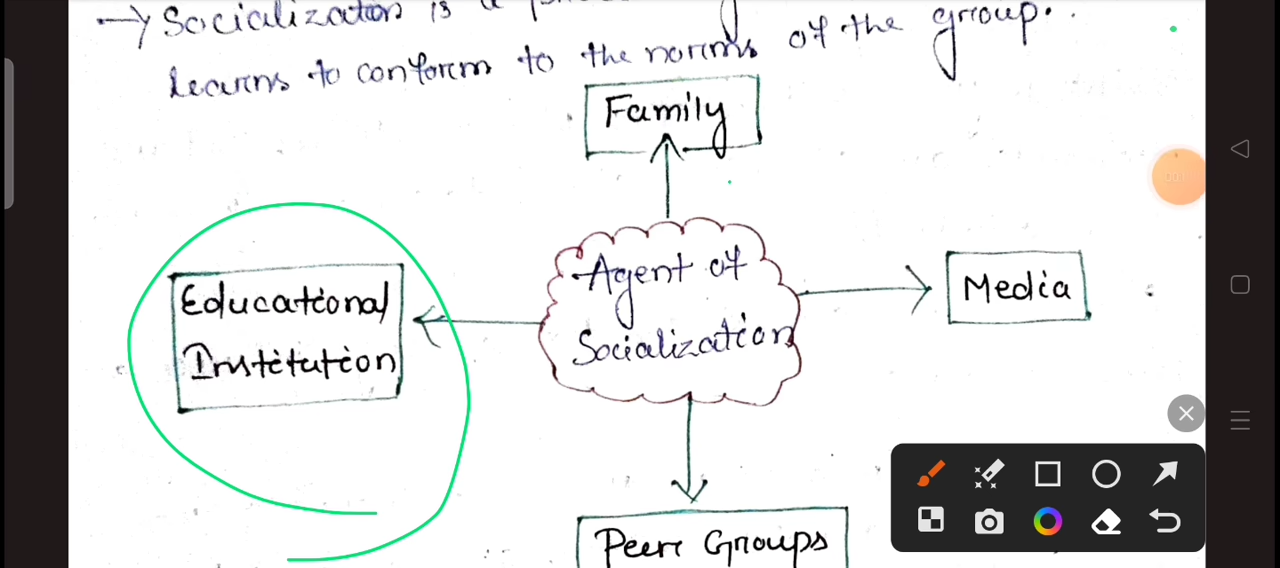 → Socialization is a
learns to conform to the norms of the group.
Family
Educational
Institution
Agent of
Socialization
Media
Peer Groups